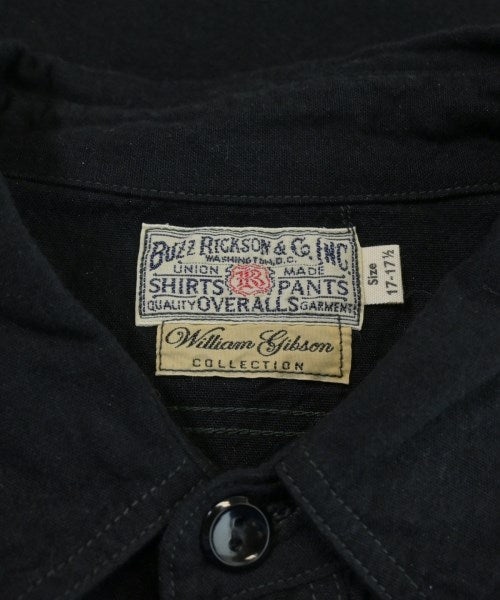 BUZZ RICKSON & CO. INC
WASHINGTON, D.C.
UNION BR MADE
SHIRTS PANTS
QUALITY OVERALLS GARMENTS
William Gibson
COLLECTION
Size
17-17½